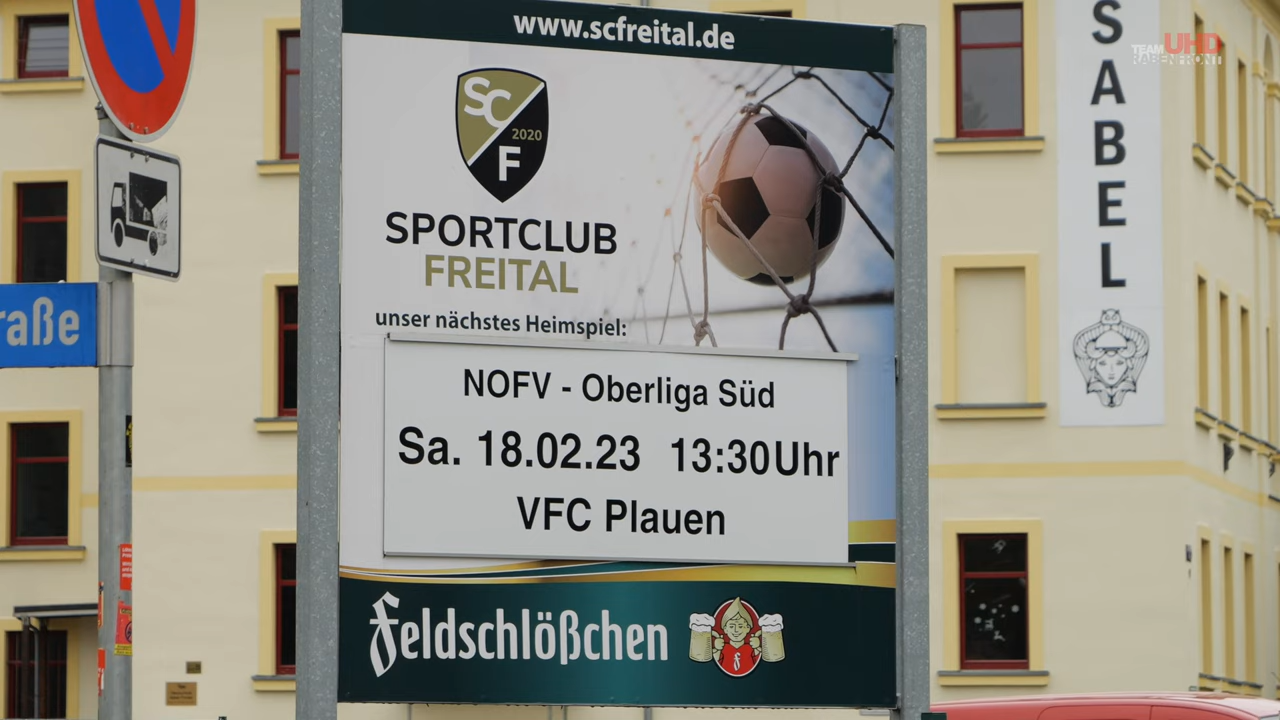 www.scfreital.de
SC
2020
F
SPORTCLUB
FREITAL
unser nächstes Heimspiel:
NOFV - Oberliga Süd
Sa. 18.02.23 13:30Uhr
VFC Plauen
Feldschlößchen
raße
SABEL
TEAM UHD
RABENFRONT